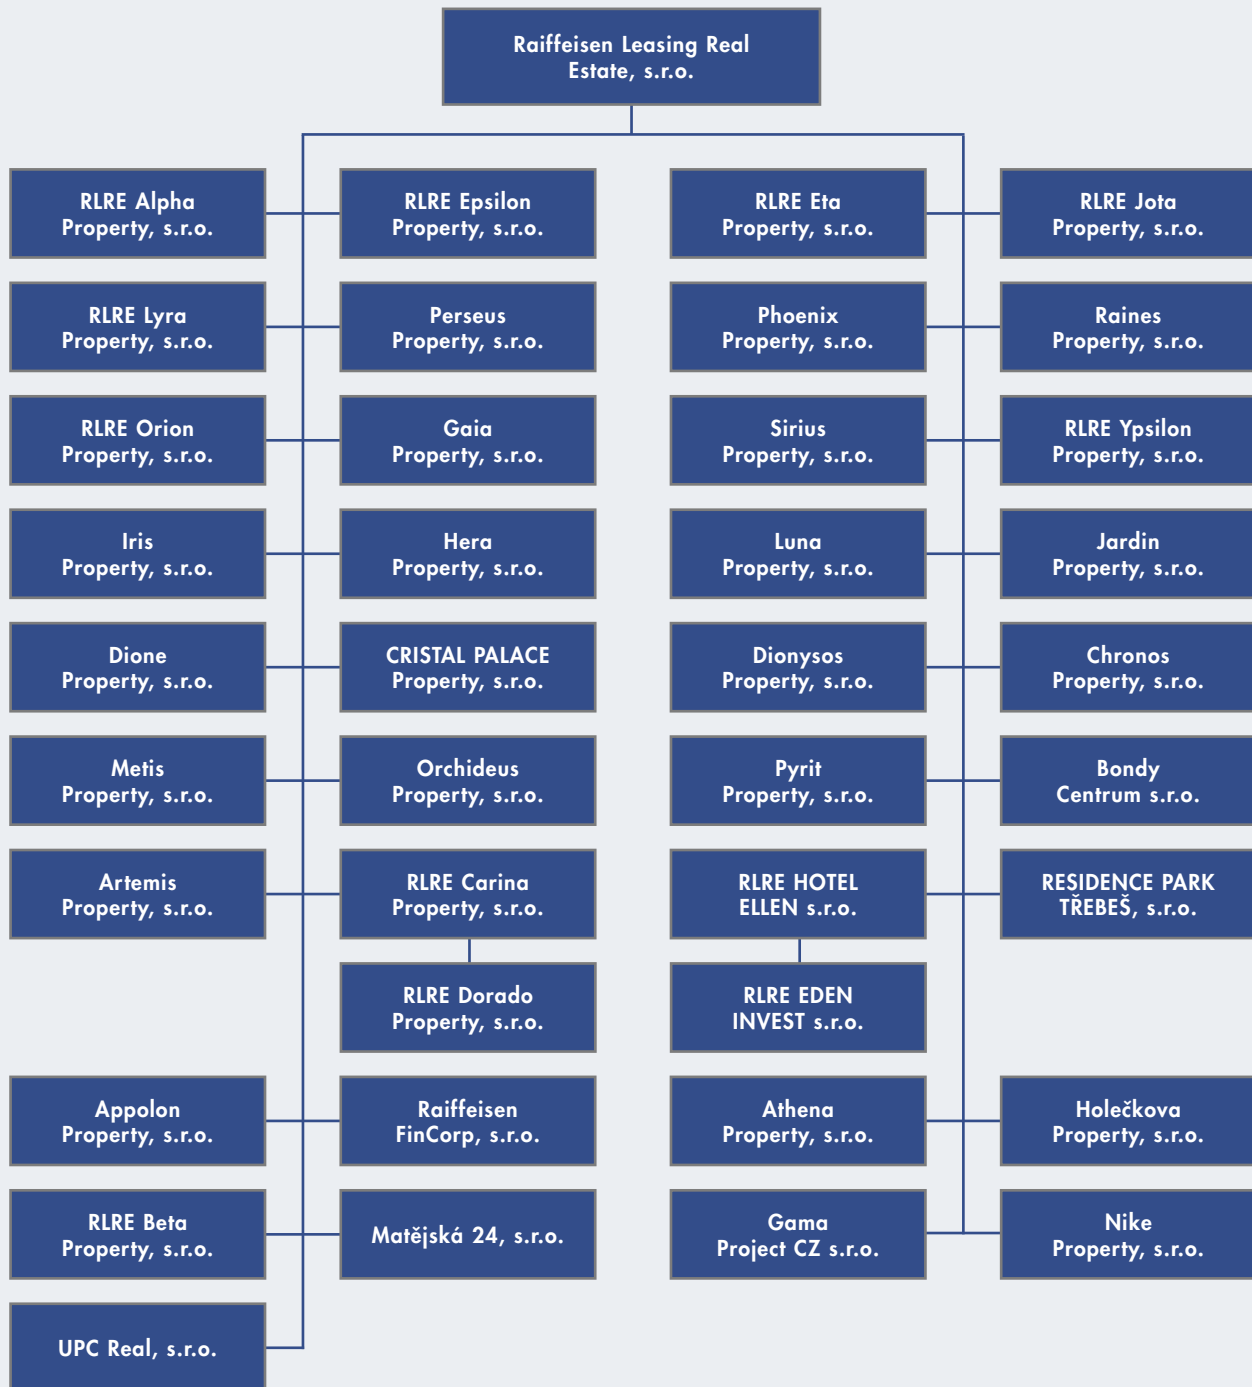 Raiffeisen Leasing Real
Estate, s.r.o.
RLRE Alpha
Property, s.r.o.
RLRE Epsilon
Property, s.r.o.
RLRE Eta
Property, s.r.o.
RLRE Jota
Property, s.r.o.
RLRE Lyra
Property, s.r.o.
Perseus
Property, s.r.o.
Phoenix
Property, s.r.o.
Raines
Property, s.r.o.
RLRE Orion
Property, s.r.o.
Gaia
Property, s.r.o.
Sirius
Property, s.r.o.
RLRE Ypsilon
Property, s.r.o.
Iris
Property, s.r.o.
Hera
Property, s.r.o.
Luna
Property, s.r.o.
Jardin
Property, s.r.o.
Dione
Property, s.r.o.
CRISTAL PALACE
Property, s.r.o.
Dionysos
Property, s.r.o.
Chronos
Property, s.r.o.
Metis
Property, s.r.o.
Orchideus
Property, s.r.o.
Pyrit
Property, s.r.o.
Bondy
Centrum s.r.o.
Artemis
Property, s.r.o.
RLRE Carina
Property, s.r.o.
RLRE HOTEL
ELLEN s.r.o.
RESIDENCE PARK
TŘEBEŠ, s.r.o.
RLRE Dorado
Property, s.r.o.
RLRE EDEN
INVEST s.r.o.
Appolon
Property, s.r.o.
Raiffeisen
FinCorp, s.r.o.
Athena
Property, s.r.o.
Holečkova
Property, s.r.o.
RLRE Beta
Property, s.r.o.
Matějská 24, s.r.o.
Gama
Project CZ s.r.o.
Nike
Property, s.r.o.
UPC Real, s.r.o.